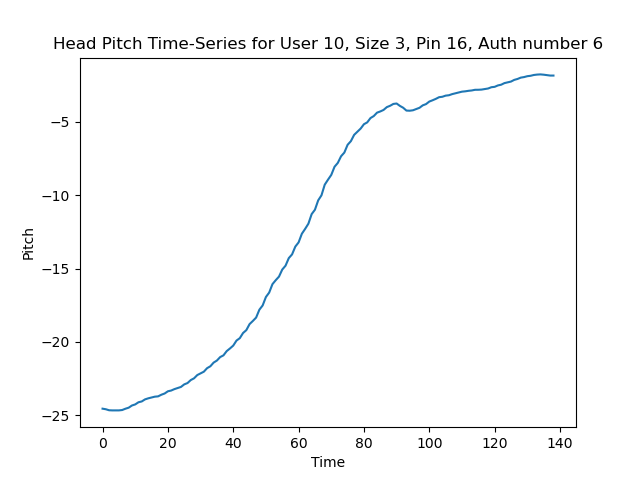 Head Pitch Time-Series for User 10, Size 3, Pin 16, Auth number 6
Pitch
−5
−10
−15
−20
−25
0 20 40 60 80 100 120 140
Time